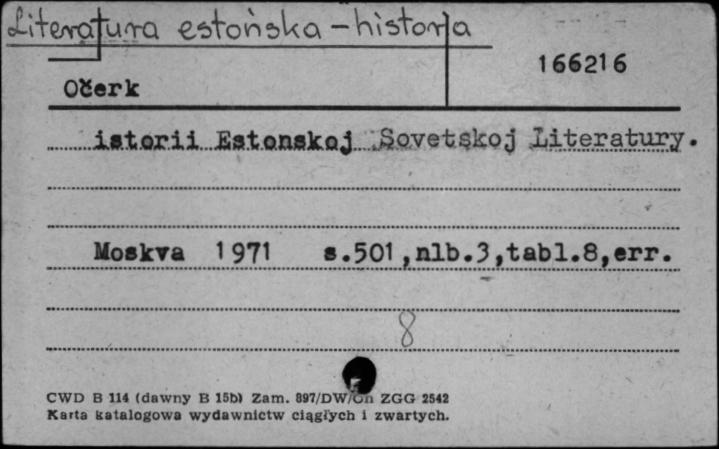 Literatura estońska - historja
166216
Očerk
istorii Estonskoj Sovetskoj Literatury.
Moskva 1971 s.501,nlb.3,tabl.8,err.
8
CWD B 114 (dawny B 15b) Zam. 897/DW/Gn ZGG 2542
Karta katalogowa wydawnictw ciągłych i zwartych.